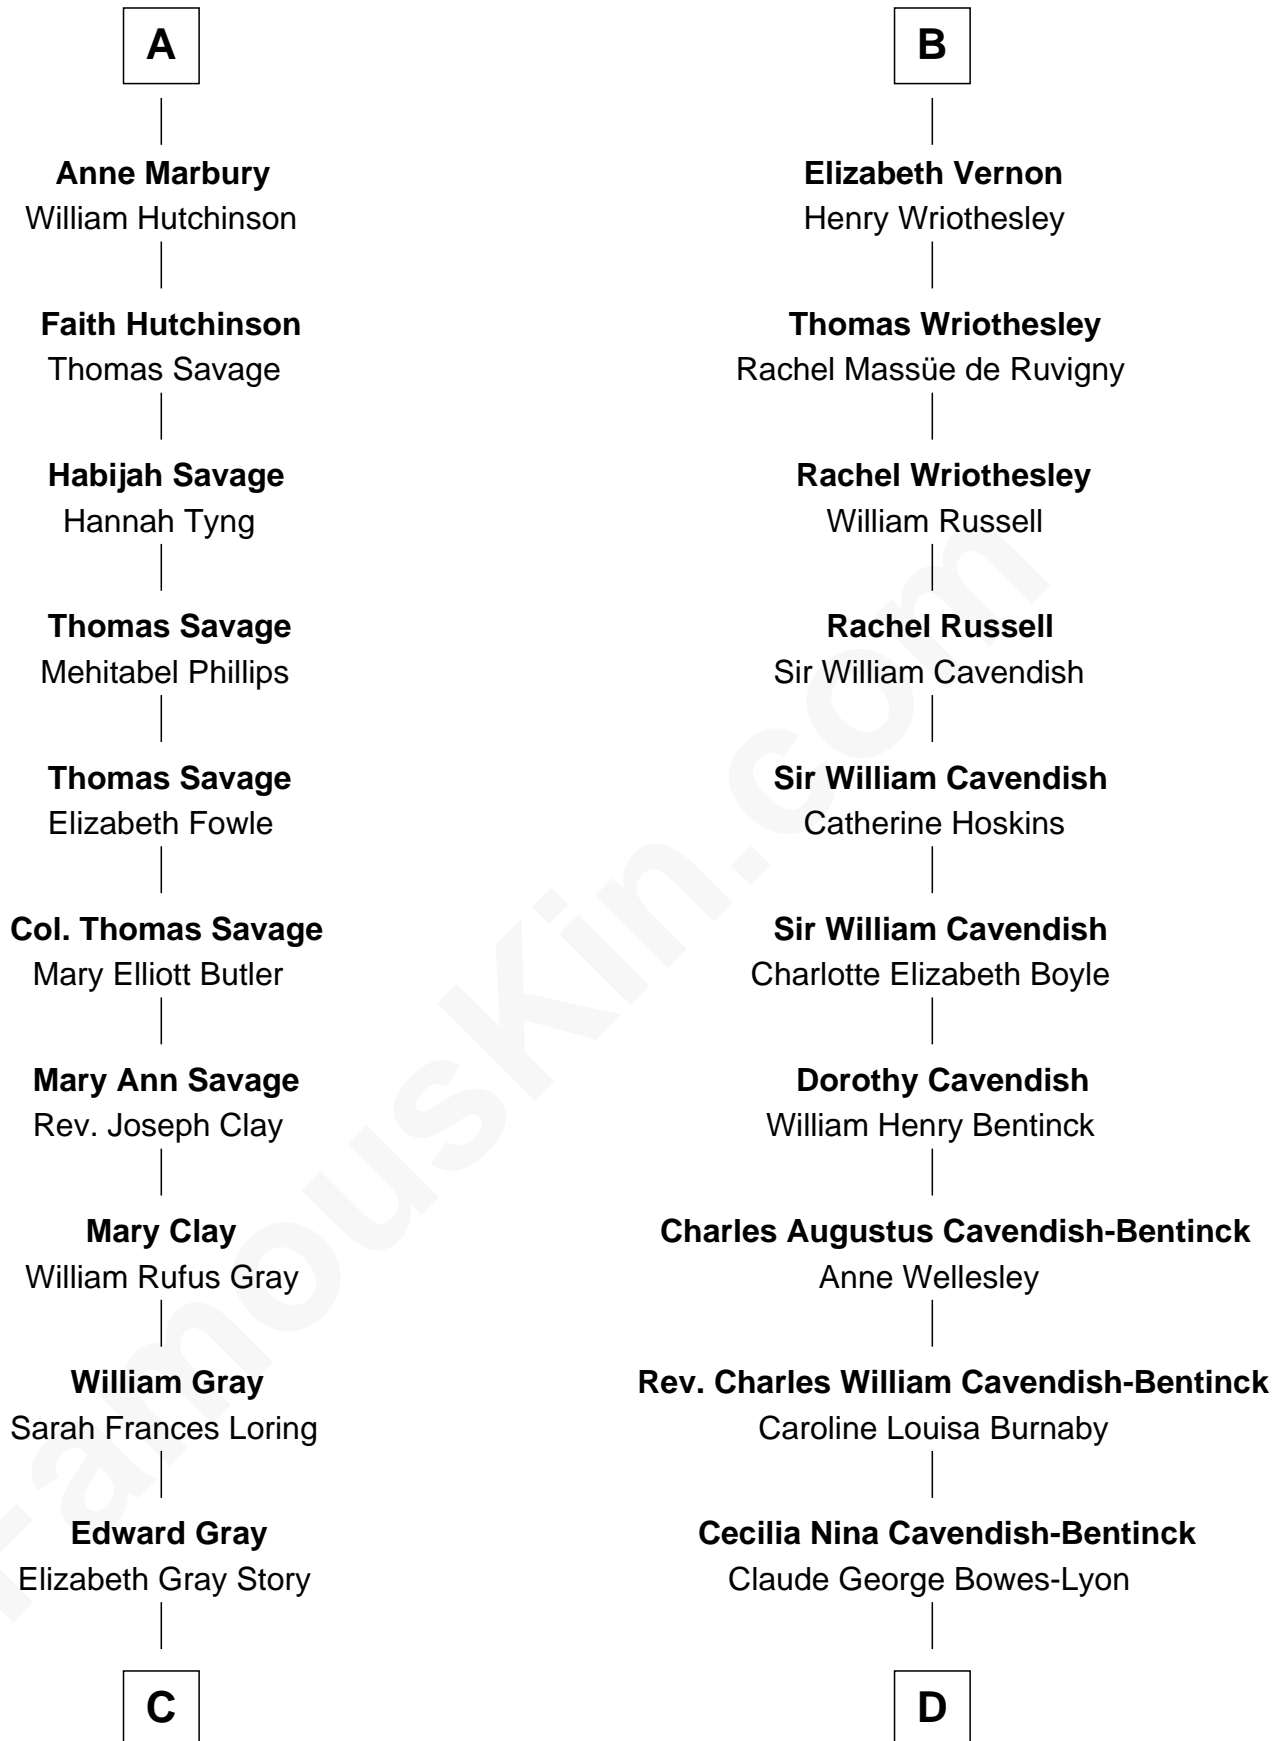 A
Anne Marbury
William Hutchinson
Faith Hutchinson
Thomas Savage
Habijah Savage
Hannah Tyng
Thomas Savage
Mehitabel Phillips
Thomas Savage
Elizabeth Fowle
Col. Thomas Savage
Mary Elliott Butler
Mary Ann Savage
Rev. Joseph Clay
Mary Clay
William Rufus Gray
William Gray
Sarah Frances Loring
Edward Gray
Elizabeth Gray Story
C
B
Elizabeth Vernon
Henry Wriothesley
Thomas Wriothesley
Rachel Massüe de Ruvigny
Rachel Wriothesley
William Russell
Rachel Russell
Sir William Cavendish
Sir William Cavendish
Catherine Hoskins
Sir William Cavendish
Charlotte Elizabeth Boyle
Dorothy Cavendish
William Henry Bentinck
Charles Augustus Cavendish-Bentinck
Anne Wellesley
Rev. Charles William Cavendish-Bentinck
Caroline Louisa Burnaby
Cecilia Nina Cavendish-Bentinck
Claude George Bowes-Lyon
D
FamousKin.com